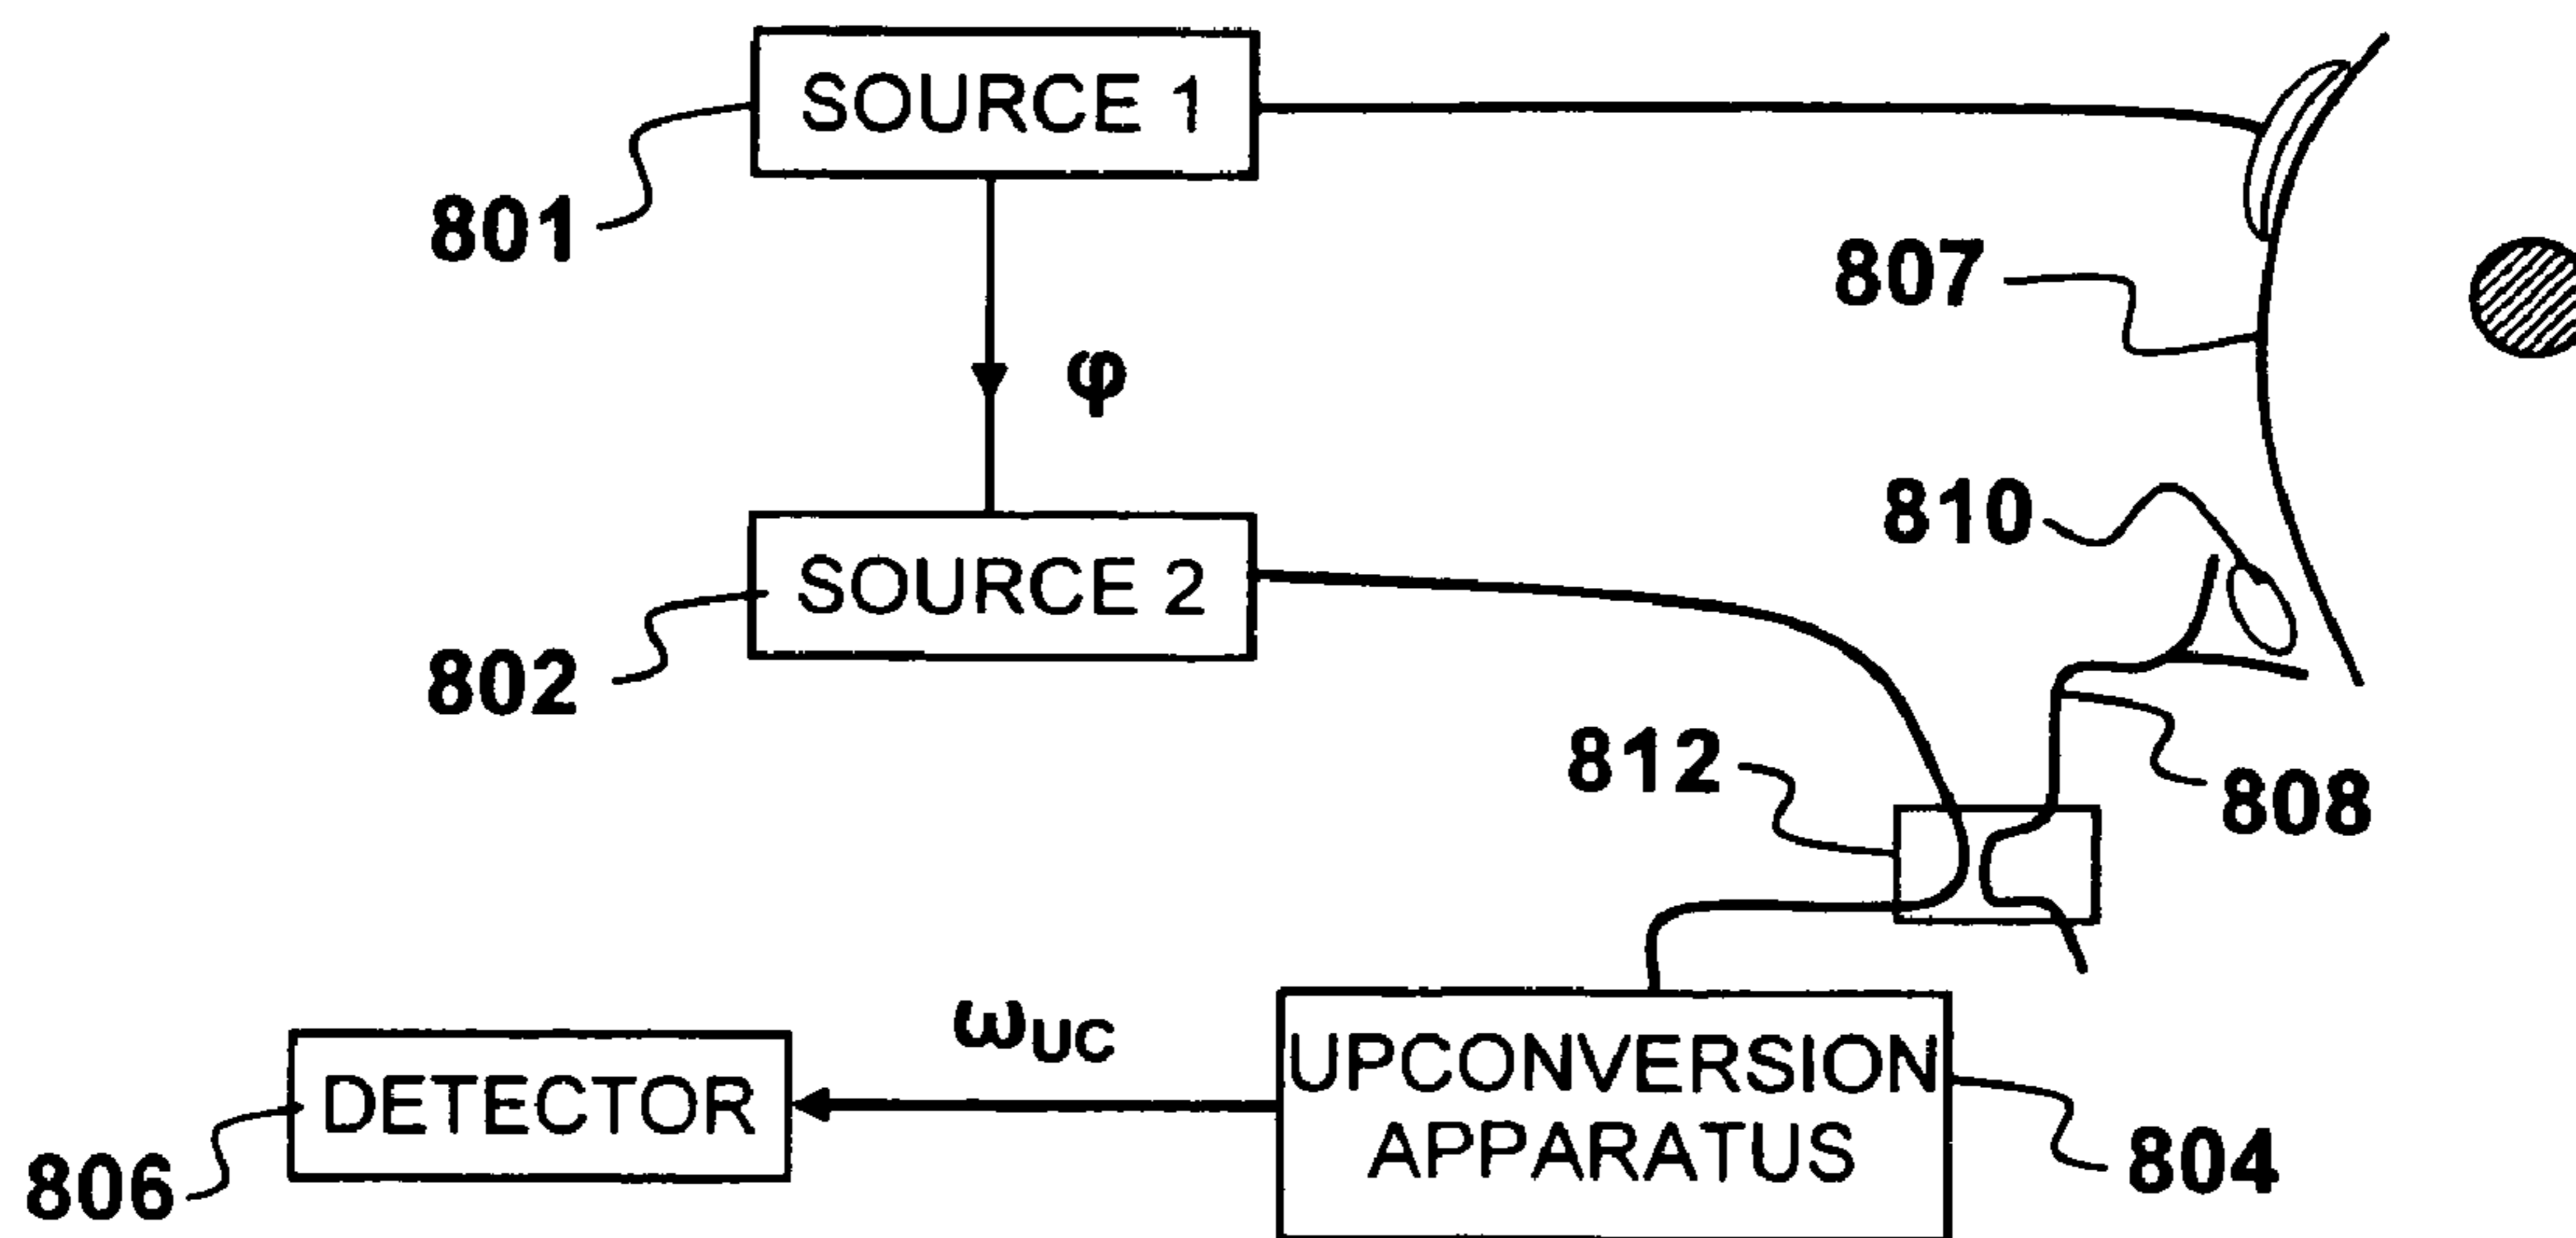 SOURCE 1
801
807
φ
810
SOURCE 2
802
812
808
ωUC
UPCONVERSION
APPARATUS
DETECTOR
806
804